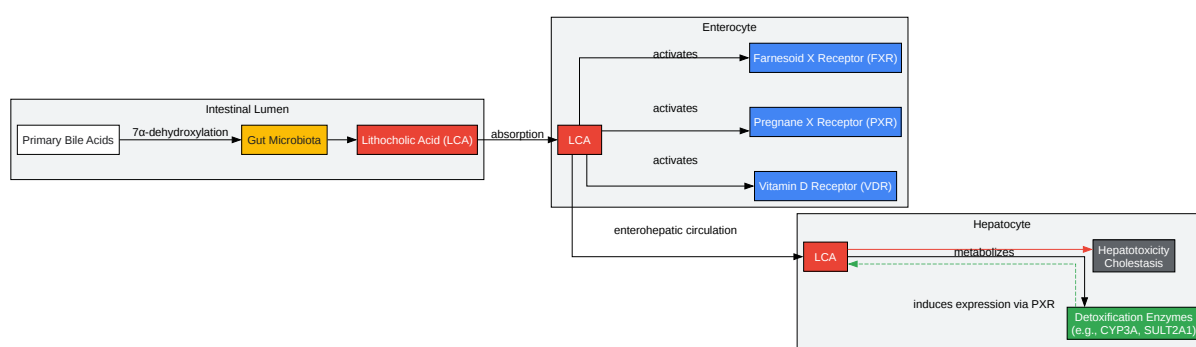 Enterocyte
activates
Farnesoid X Receptor (FXR)
Intestinal Lumen
activates
Primary Bile Acids
7α-dehydroxylation
Gut Microbiota
Lithocholic Acid (LCA)
absorption
LCA
Pregnane X Receptor (PXR)
activates
Vitamin D Receptor (VDR)
enterohepatic circulation
Hepatocyte
LCA
metabolizes
Hepatotoxicity
Cholestasis
induces expression via PXR
Detoxification Enzymes
(e.g., CYP3A, SULT2A1)